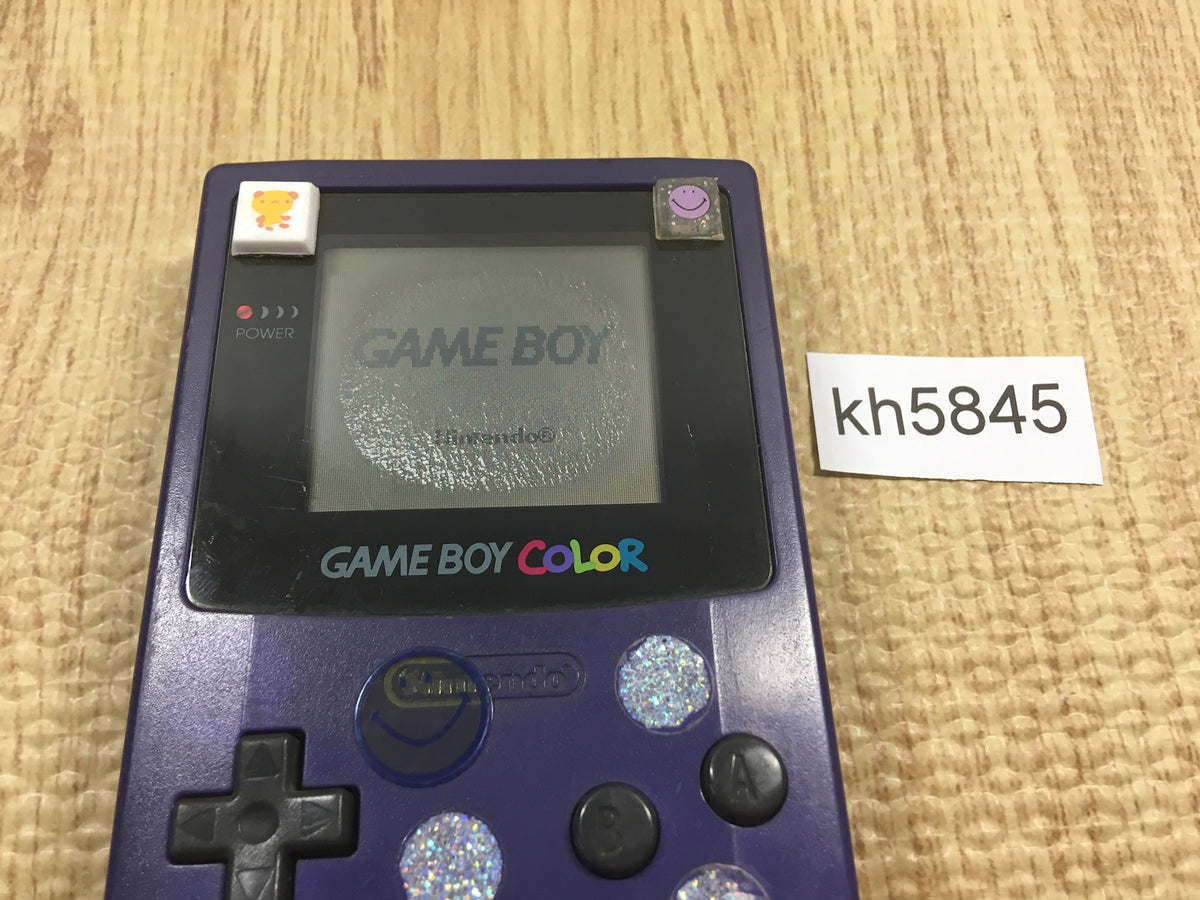 POWER
GAME BOY
Nintendo®
GAME BOY COLOR
Nintendo
A
B
kh5845